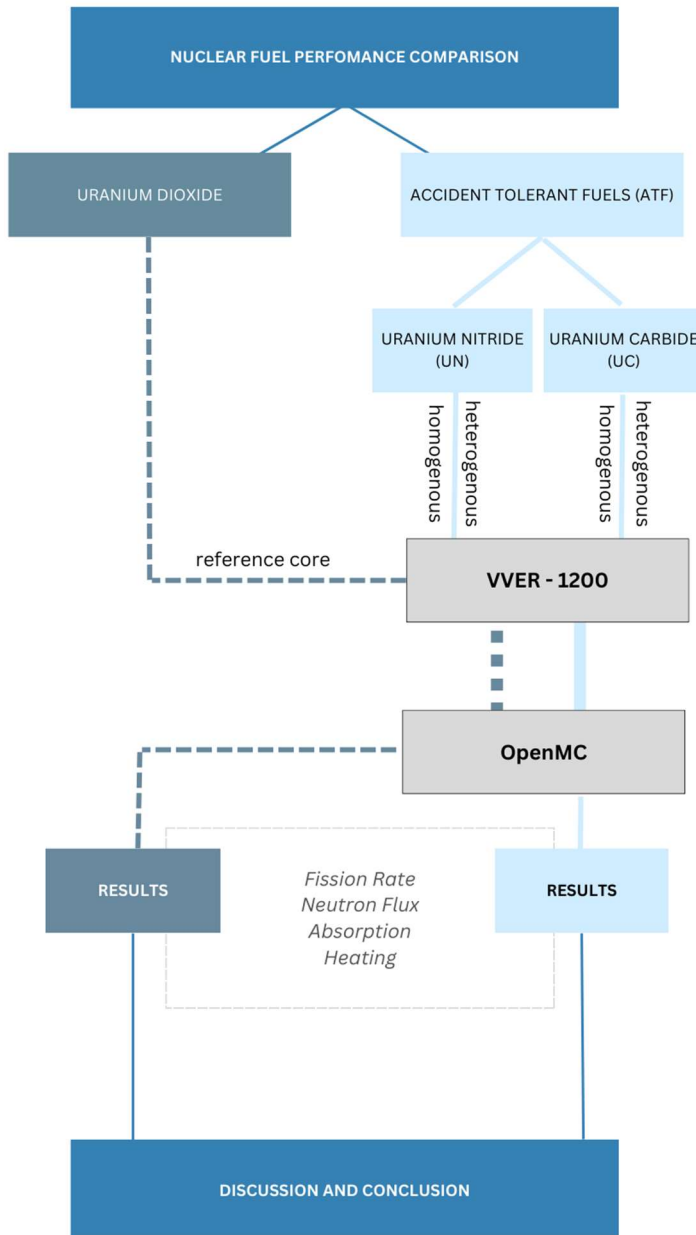 NUCLEAR FUEL PERFOMANCE COMPARISON
URANIUM DIOXIDE
ACCIDENT TOLERANT FUELS (ATF)
URANIUM NITRIDE
(UN)
URANIUM CARBIDE
(UC)
homogenous
heterogenous
homogenous
heterogenous
reference core
VVER - 1200
OpenMC
RESULTS
Fission Rate
Neutron Flux
Absorption
Heating
RESULTS
DISCUSSION AND CONCLUSION